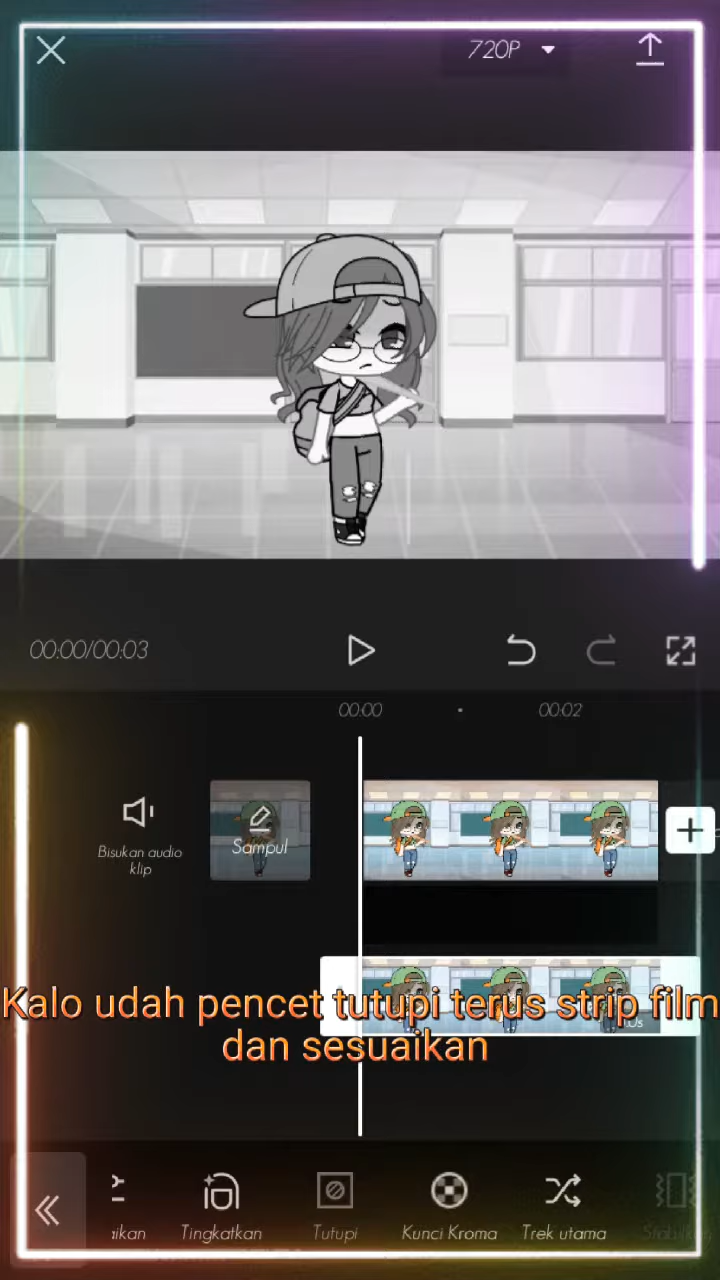 720P
00:00/00:03
00:00
00:02
Bisukan audio
klip
Sampul
Kalo udah pencet tutupi terus strip film
dan sesuaikan
aikan
Tingkatkan
Tutupi
Kunci Kroma
Trek utama